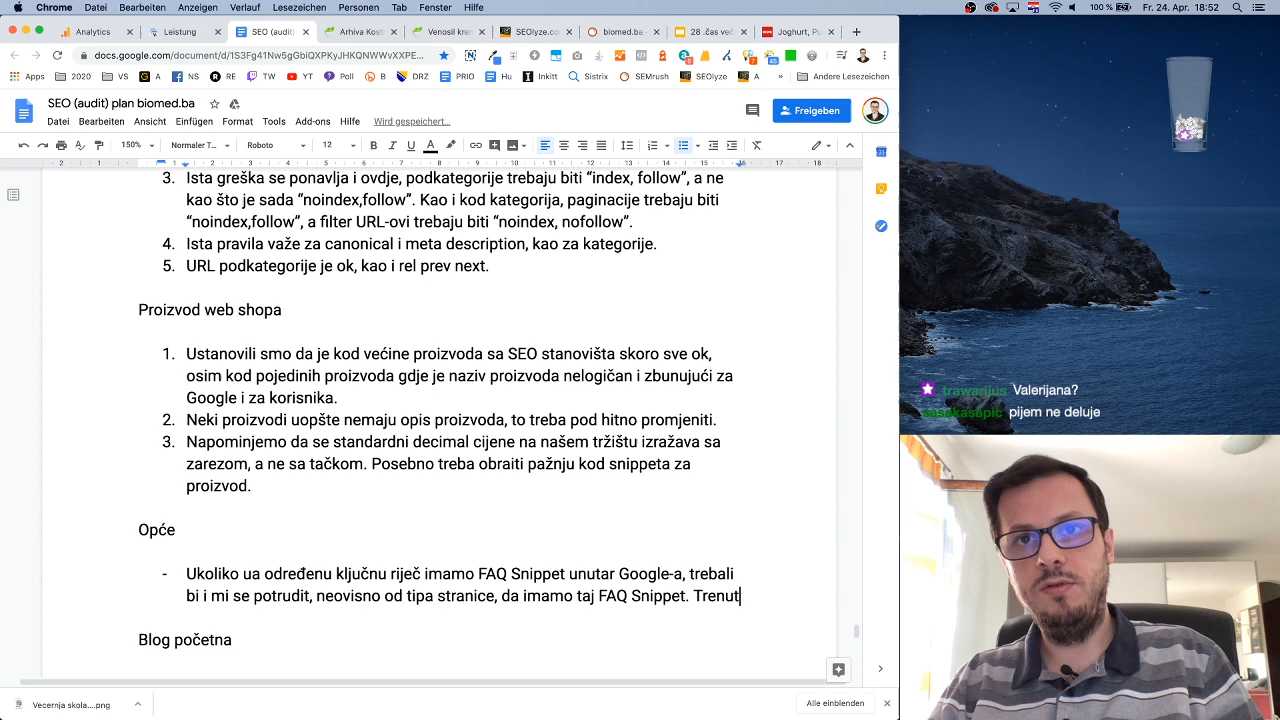 Chrome Datei Bearbeiten Anzeigen Verlauf Lesezeichen Personen Tab Fenster Hilfe 100 % Fr. 24. Apr. 18:52
Analytics Leistung SEO (audit) Arhiva Kosti Venosil kren SEOlyze.co biomed.ba - 28 .čas več Joghurt, Pu
docs.google.com/document/d/1S3Fg41Nw5gGbiQXPKyJHKQNWWvXXPE...
Apps 2020 VS A FS RE TW YT Poll B DRZ PRIO Hu Inkitt Sistrix SEMrush SEOlyze A » Andere Lesezeichen
SEO (audit) plan biomed.ba
Datei Bearbeiten Ansicht Einfügen Format Tools Add-ons Hilfe Wird gespeichert... Freigeben
150% Normaler T... Roboto 12
3. Ista greška se ponavlja i ovdje, podkategorije trebaju biti “index, follow”, a ne
kao što je sada “noindex,follow”. Kao i kod kategorija, paginacije trebaju biti
“noindex,follow”, a filter URL-ovi trebaju biti “noindex, nofollow”.
4. Ista pravila važe za canonical i meta description, kao za kategorije.
5. URL podkategorije je ok, kao i rel prev next.
Proizvod web shopa
1. Ustanovili smo da je kod većine proizvoda sa SEO stanovišta skoro sve ok,
osim kod pojedinih proizvoda gdje je naziv proizvoda nelogičan i zbunujući za
Google i za korisnika.
2. Neki proizvodi uopšte nemaju opis proizvoda, to treba pod hitno promjeniti.
3. Napominjemo da se standardni decimal cijene na našem tržištu izražava sa
zarezom, a ne sa tačkom. Posebno treba obraiti pažnju kod snippeta za
proizvod.
Opće
- Ukoliko ua određenu ključnu riječ imamo FAQ Snippet unutar Google-a, trebali
bi i mi se potrudit, neovisno od tipa stranice, da imamo taj FAQ Snippet. Trenut
Blog početna
Vecernja skola....png
Alle einblenden
trawarijus Valerijana?
sasakasapic pijem ne deluje